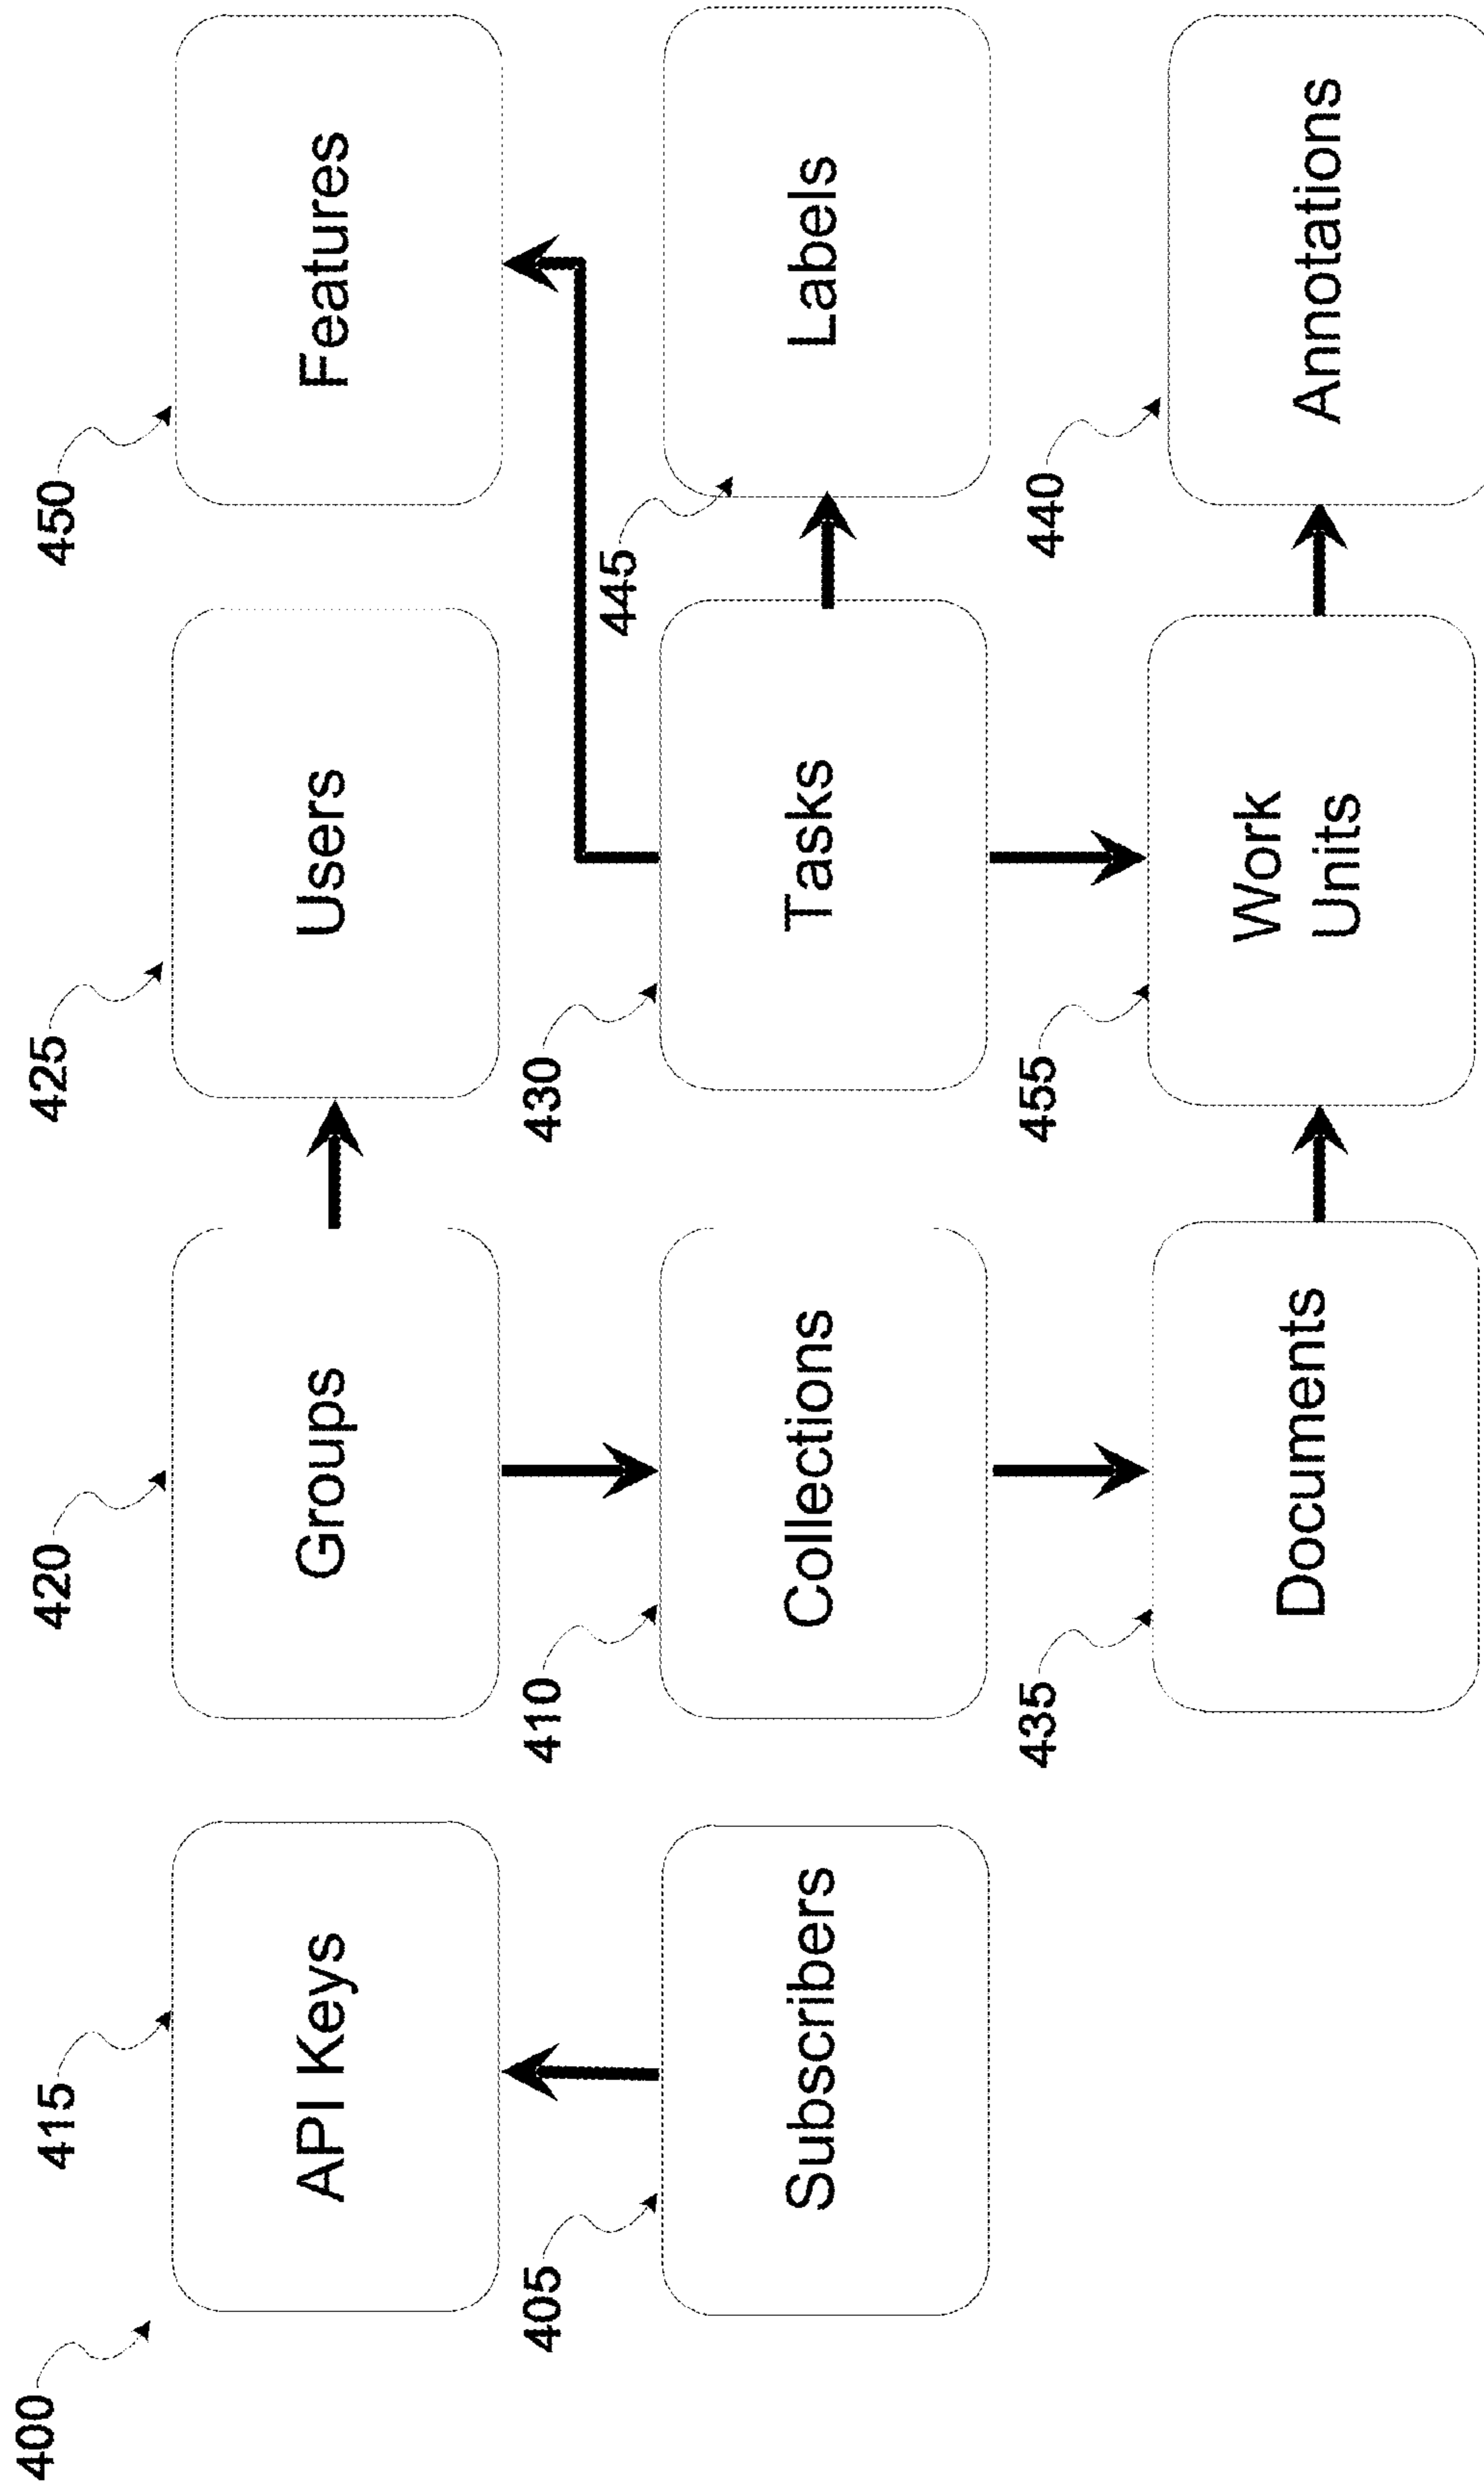 400
415
420
425
450
API Keys
Groups
Users
Features
405
410
430
445
Subscribers
Collections
Tasks
Labels
435
455
440
Documents
Work
Units
Annotations